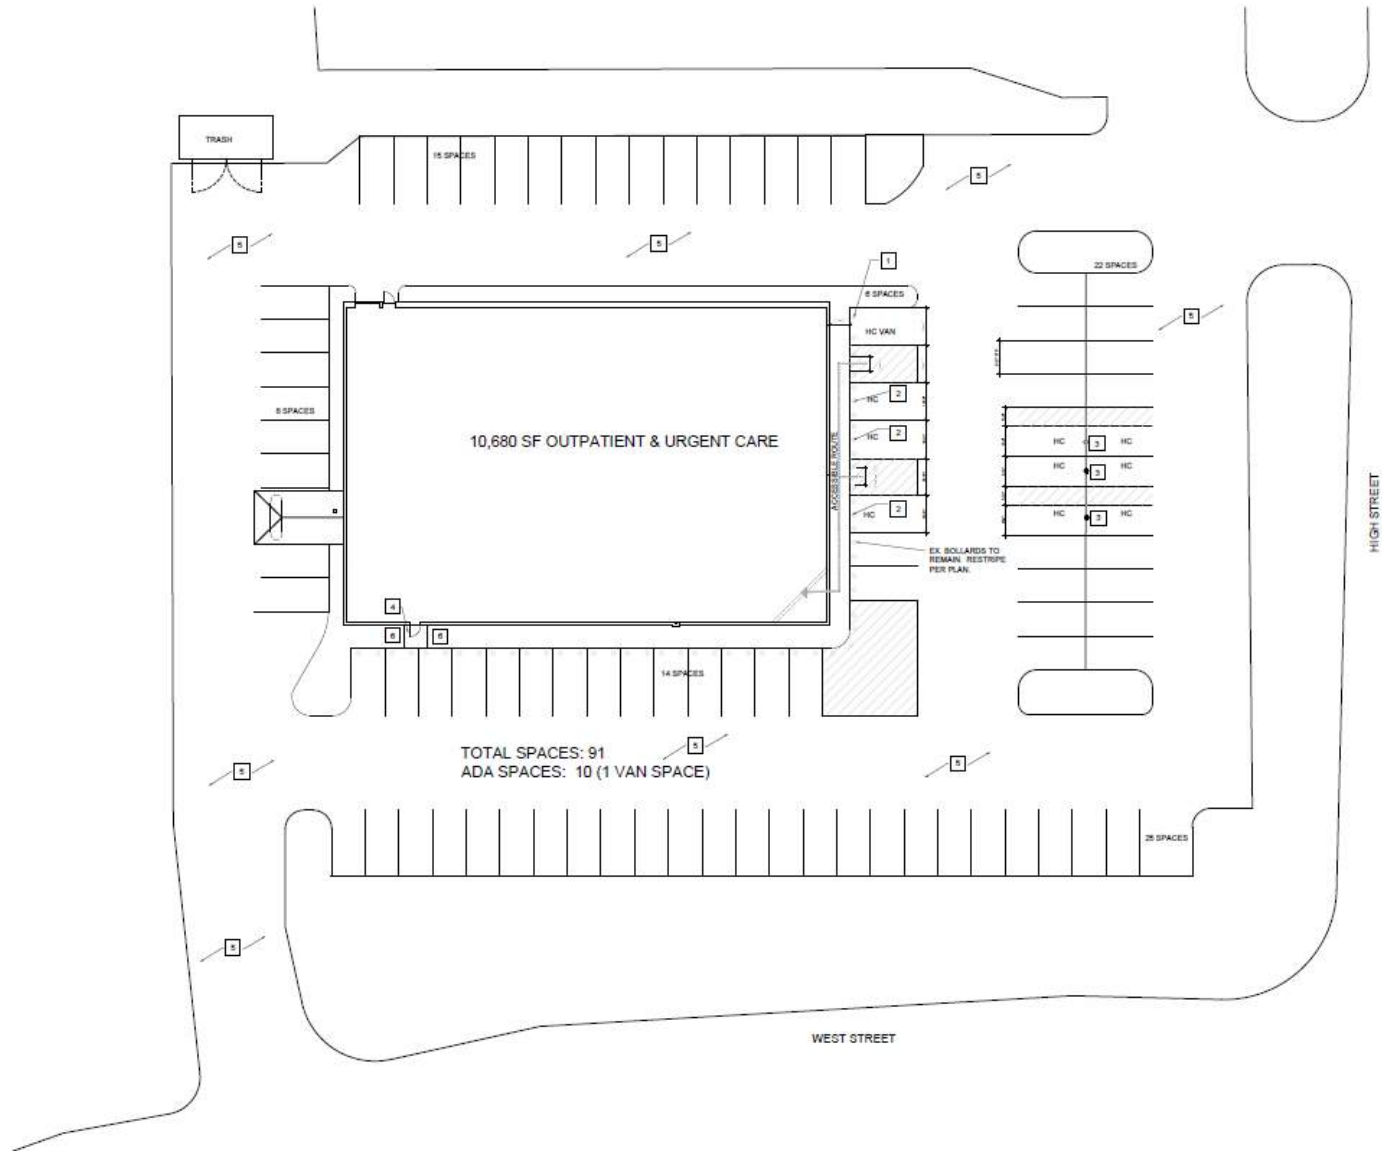 TRASH
15 SPACES
5
5
5
1
22 SPACES
6 SPACES
5
HC VAN
HC
2
8 SPACES
10,680 SF OUTPATIENT & URGENT CARE
HC
2
ACCESSIBLE ROUTE
HC
3
HC
HC
3
HC
HC
2
HC
3
HC
HIGH STREET
EX. BOLLARDS TO
REMAIN. RESTRIPE
PER PLAN.
4
6
6
14 SPACES
TOTAL SPACES: 91
ADA SPACES: 10 (1 VAN SPACE)
5
5
5
5
WEST STREET